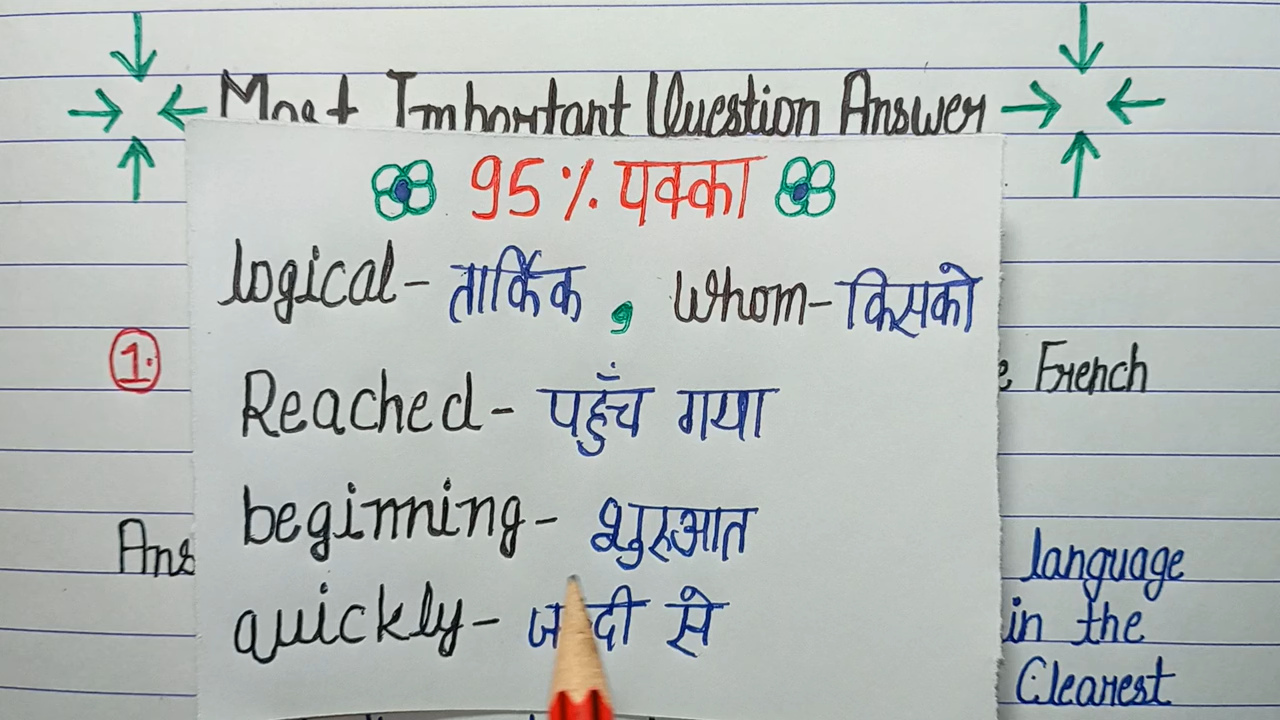 Most Important Question Answer
95% पक्का
logical - तार्किक , Whom - किसको
1.
French
Reached - पहुँच गया
beginning - शुरुआत
Ans
language
quickly - से
in the
Clearest